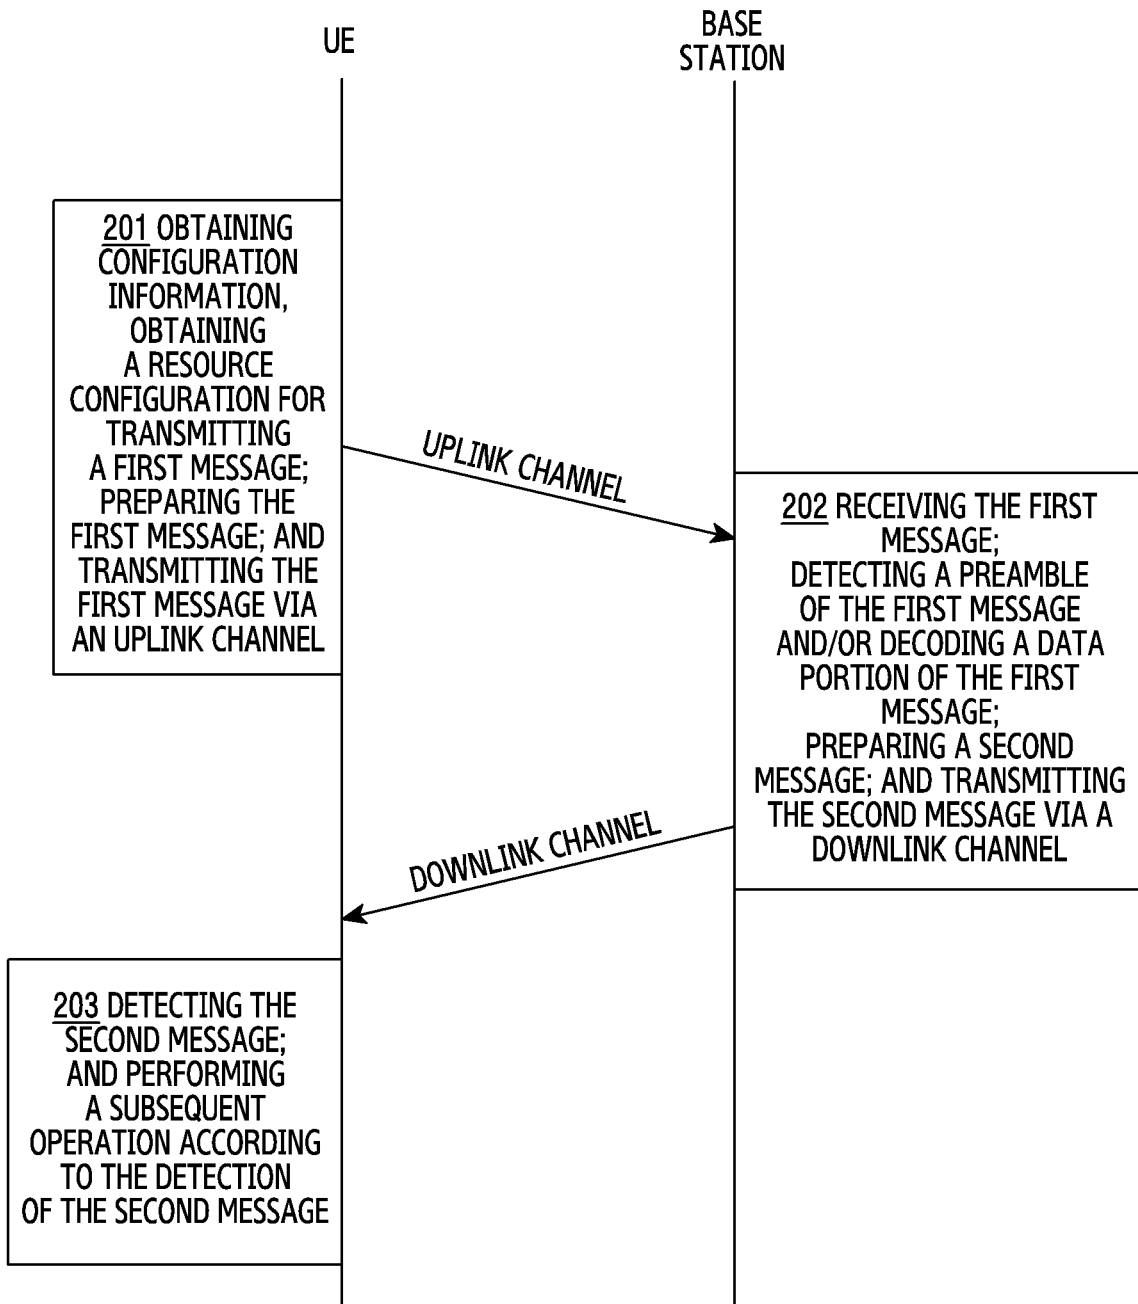 UE
BASE
STATION
201 OBTAINING
CONFIGURATION
INFORMATION,
OBTAINING
A RESOURCE
CONFIGURATION FOR
TRANSMITTING
A FIRST MESSAGE;
PREPARING THE
FIRST MESSAGE; AND
TRANSMITTING THE
FIRST MESSAGE VIA
AN UPLINK CHANNEL
UPLINK CHANNEL
202 RECEIVING THE FIRST
MESSAGE;
DETECTING A PREAMBLE
OF THE FIRST MESSAGE
AND/OR DECODING A DATA
PORTION OF THE FIRST
MESSAGE;
PREPARING A SECOND
MESSAGE; AND TRANSMITTING
THE SECOND MESSAGE VIA A
DOWNLINK CHANNEL
DOWNLINK CHANNEL
203 DETECTING THE
SECOND MESSAGE;
AND PERFORMING
A SUBSEQUENT
OPERATION ACCORDING
TO THE DETECTION
OF THE SECOND MESSAGE